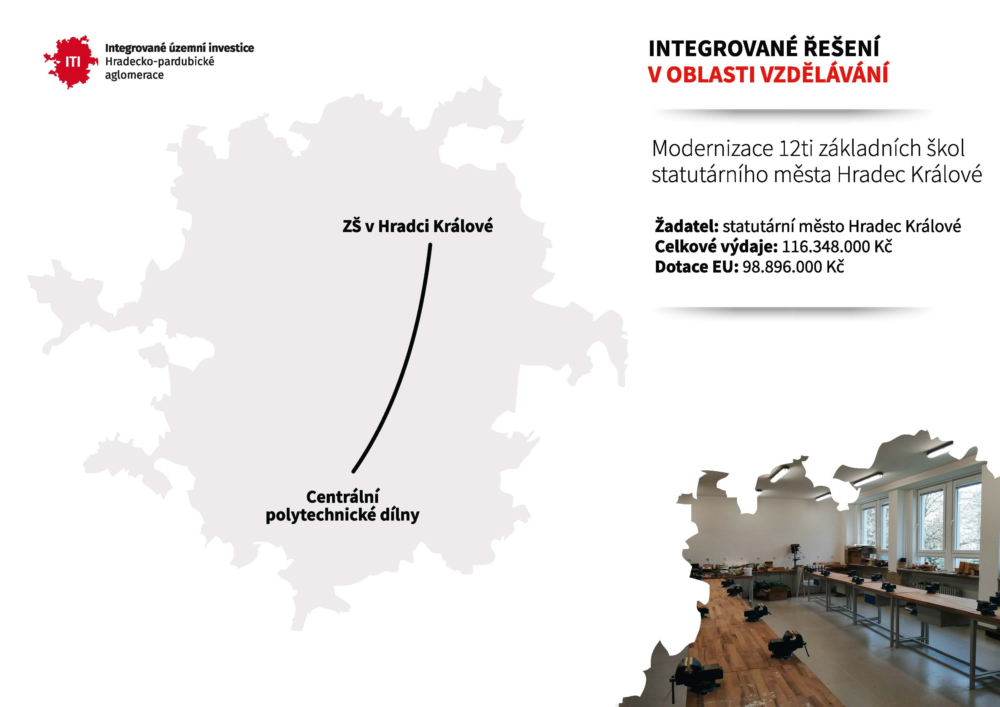 ITI
Integrované územní investice
Hradecko-pardubické
aglomerace
INTEGROVANÉ ŘEŠENÍ
V OBLASTI VZDĚLÁVÁNÍ
Modernizace 12ti základních škol
statutárního města Hradec Králové
Žadatel: statutární město Hradec Králové
Celkové výdaje: 116.348.000 Kč
Dotace EU: 98.896.000 Kč
ZŠ v Hradci Králové
Centrální
polytechnické dílny